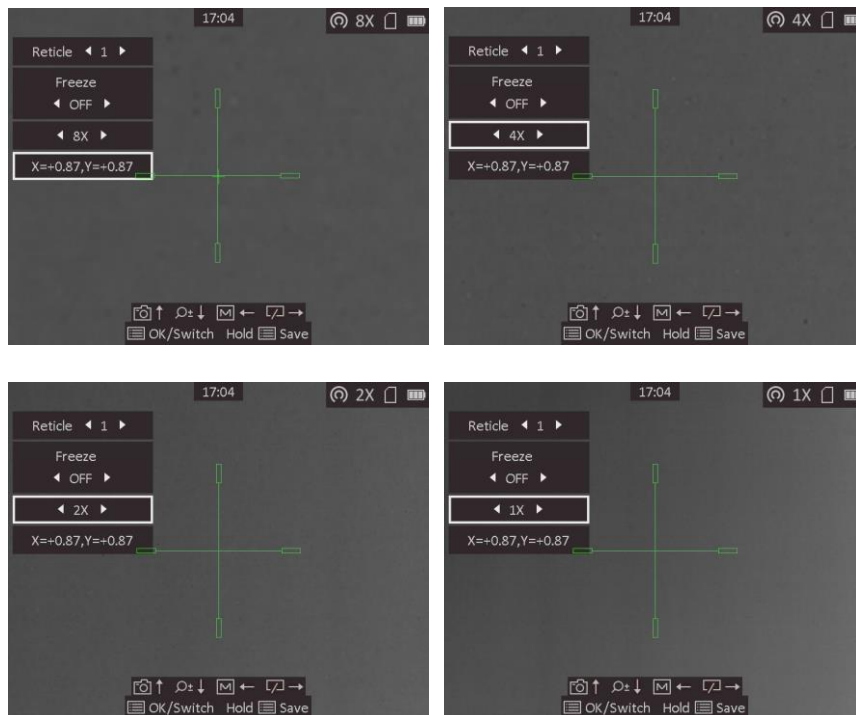 17:04
8X
Reticle 1
Freeze
OFF
8X
X=+0.87,Y=+0.87
M
OK/Switch Hold Save
17:04
4X
Reticle 1
Freeze
OFF
4X
X=+0.87,Y=+0.87
M
OK/Switch Hold Save
17:04
2X
Reticle 1
Freeze
OFF
2X
X=+0.87,Y=+0.87
M
OK/Switch Hold Save
17:04
1X
Reticle 1
Freeze
OFF
1X
X=+0.87,Y=+0.87
M
OK/Switch Hold Save